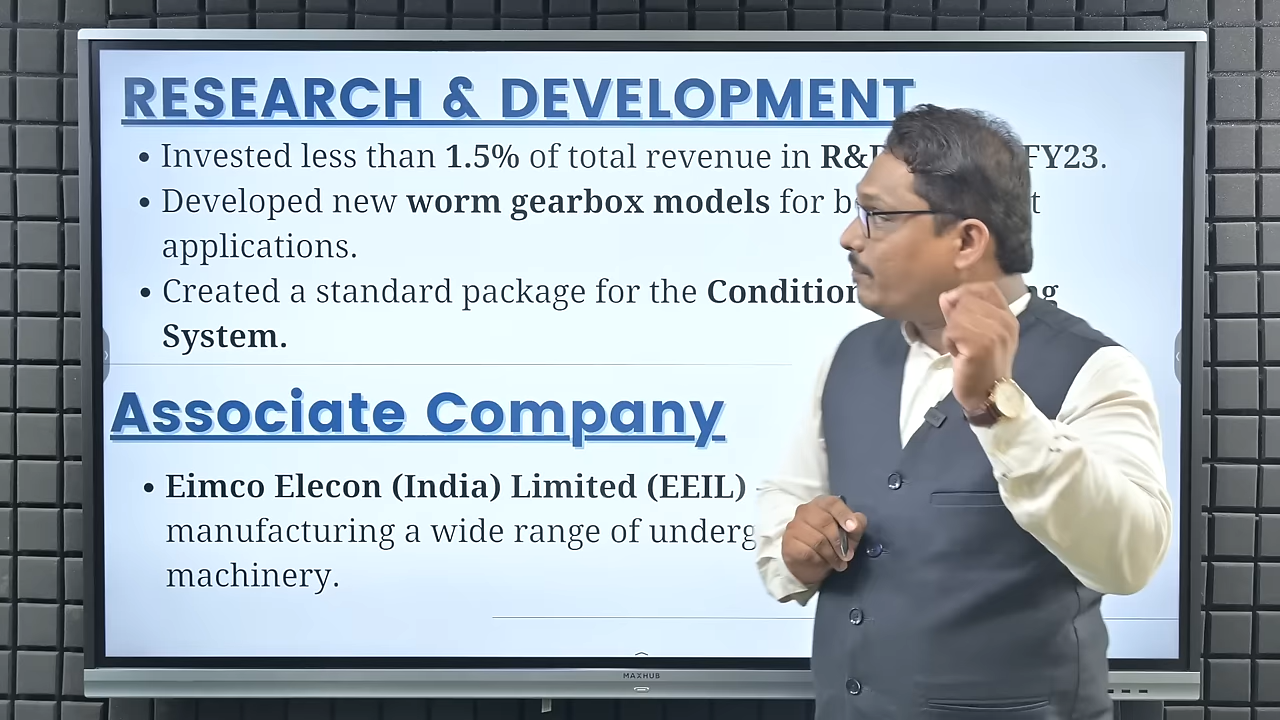 RESEARCH & DEVELOPMENT
• Invested less than 1.5% of total revenue in FY23.
• Developed new worm gearbox models for
applications.
• Created a standard package for the
System.
Associate Company
• Eimco Elecon (India) Limited (EEIL)
manufacturing a wide range of
machinery.
MAXHUB